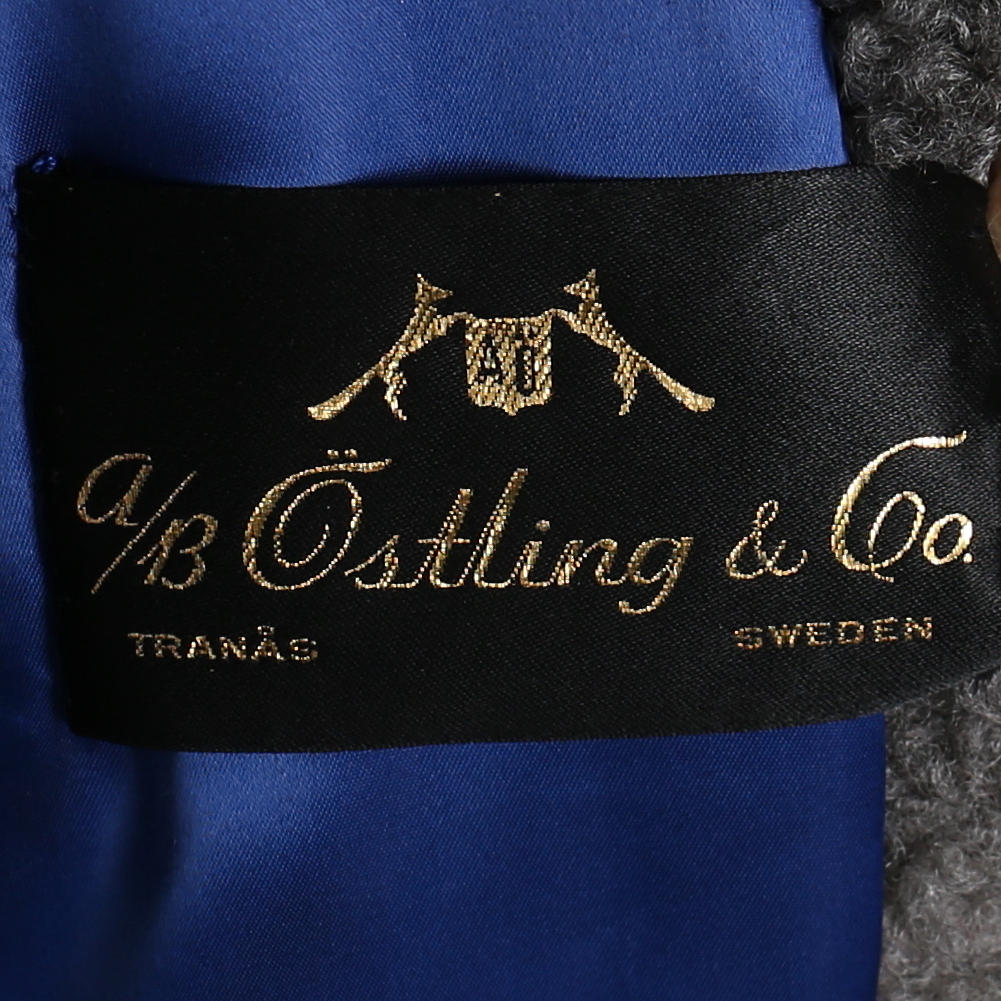 a/B Östling & Co.
TRANÅS SWEDEN